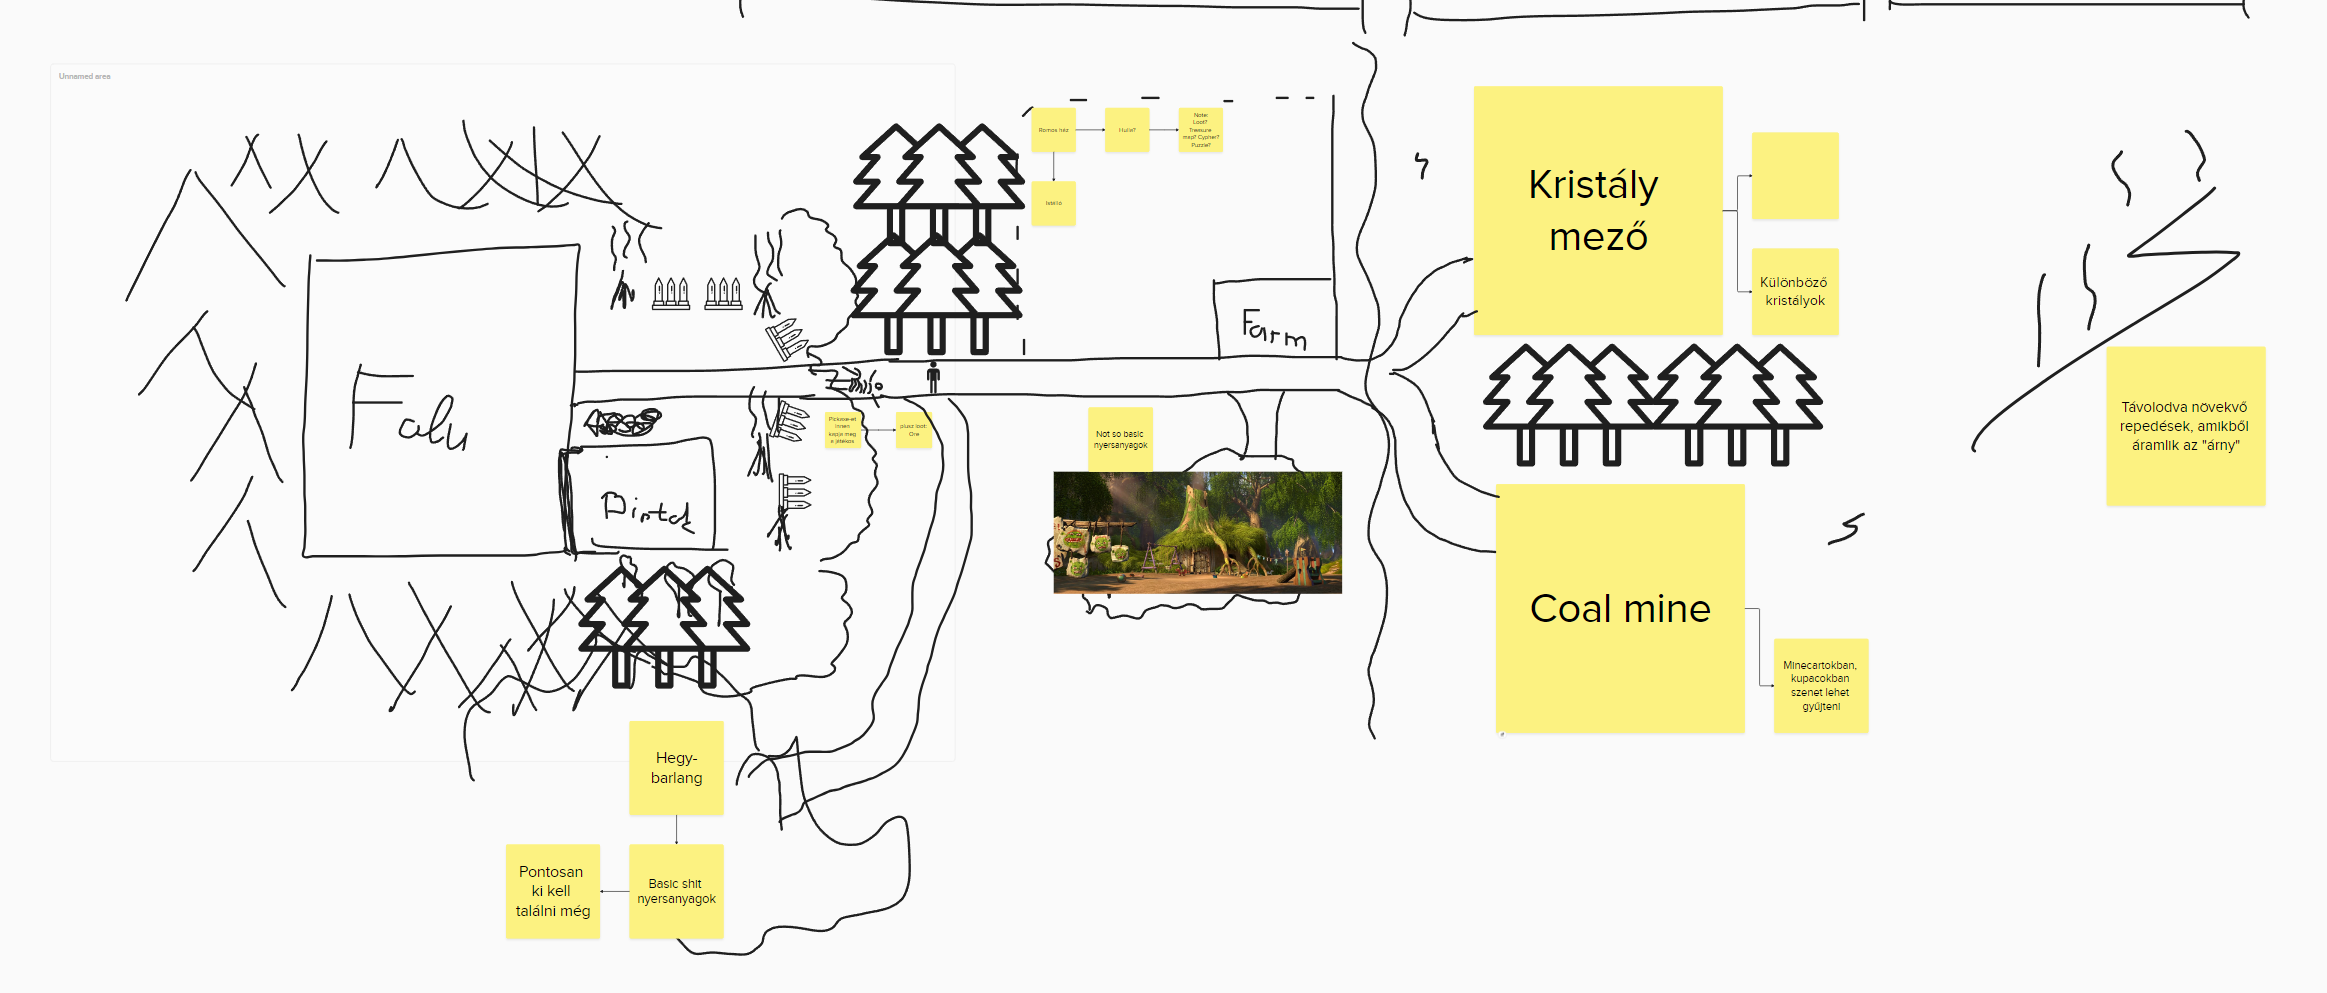 Unnamed area
Romos ház
Hulla?
Note:
Loot?
Treasure
map? Cypher?
Puzzle?
Istálló
Kristály
mező
Különböző
kristályok
Farm
Falu
Birtok
Pickaxe-et
innen
kapja meg
a játékos
plusz loot:
Ore
Not so basic
nyersanyagok
Távolodva növekvő
repedések, amikből
áramlik az "árny"
Coal mine
Minecartokban,
kupacokban
szenet lehet
gyűjteni
Hegy-
barlang
Pontosan
ki kell
találni még
Basic shit
nyersanyagok